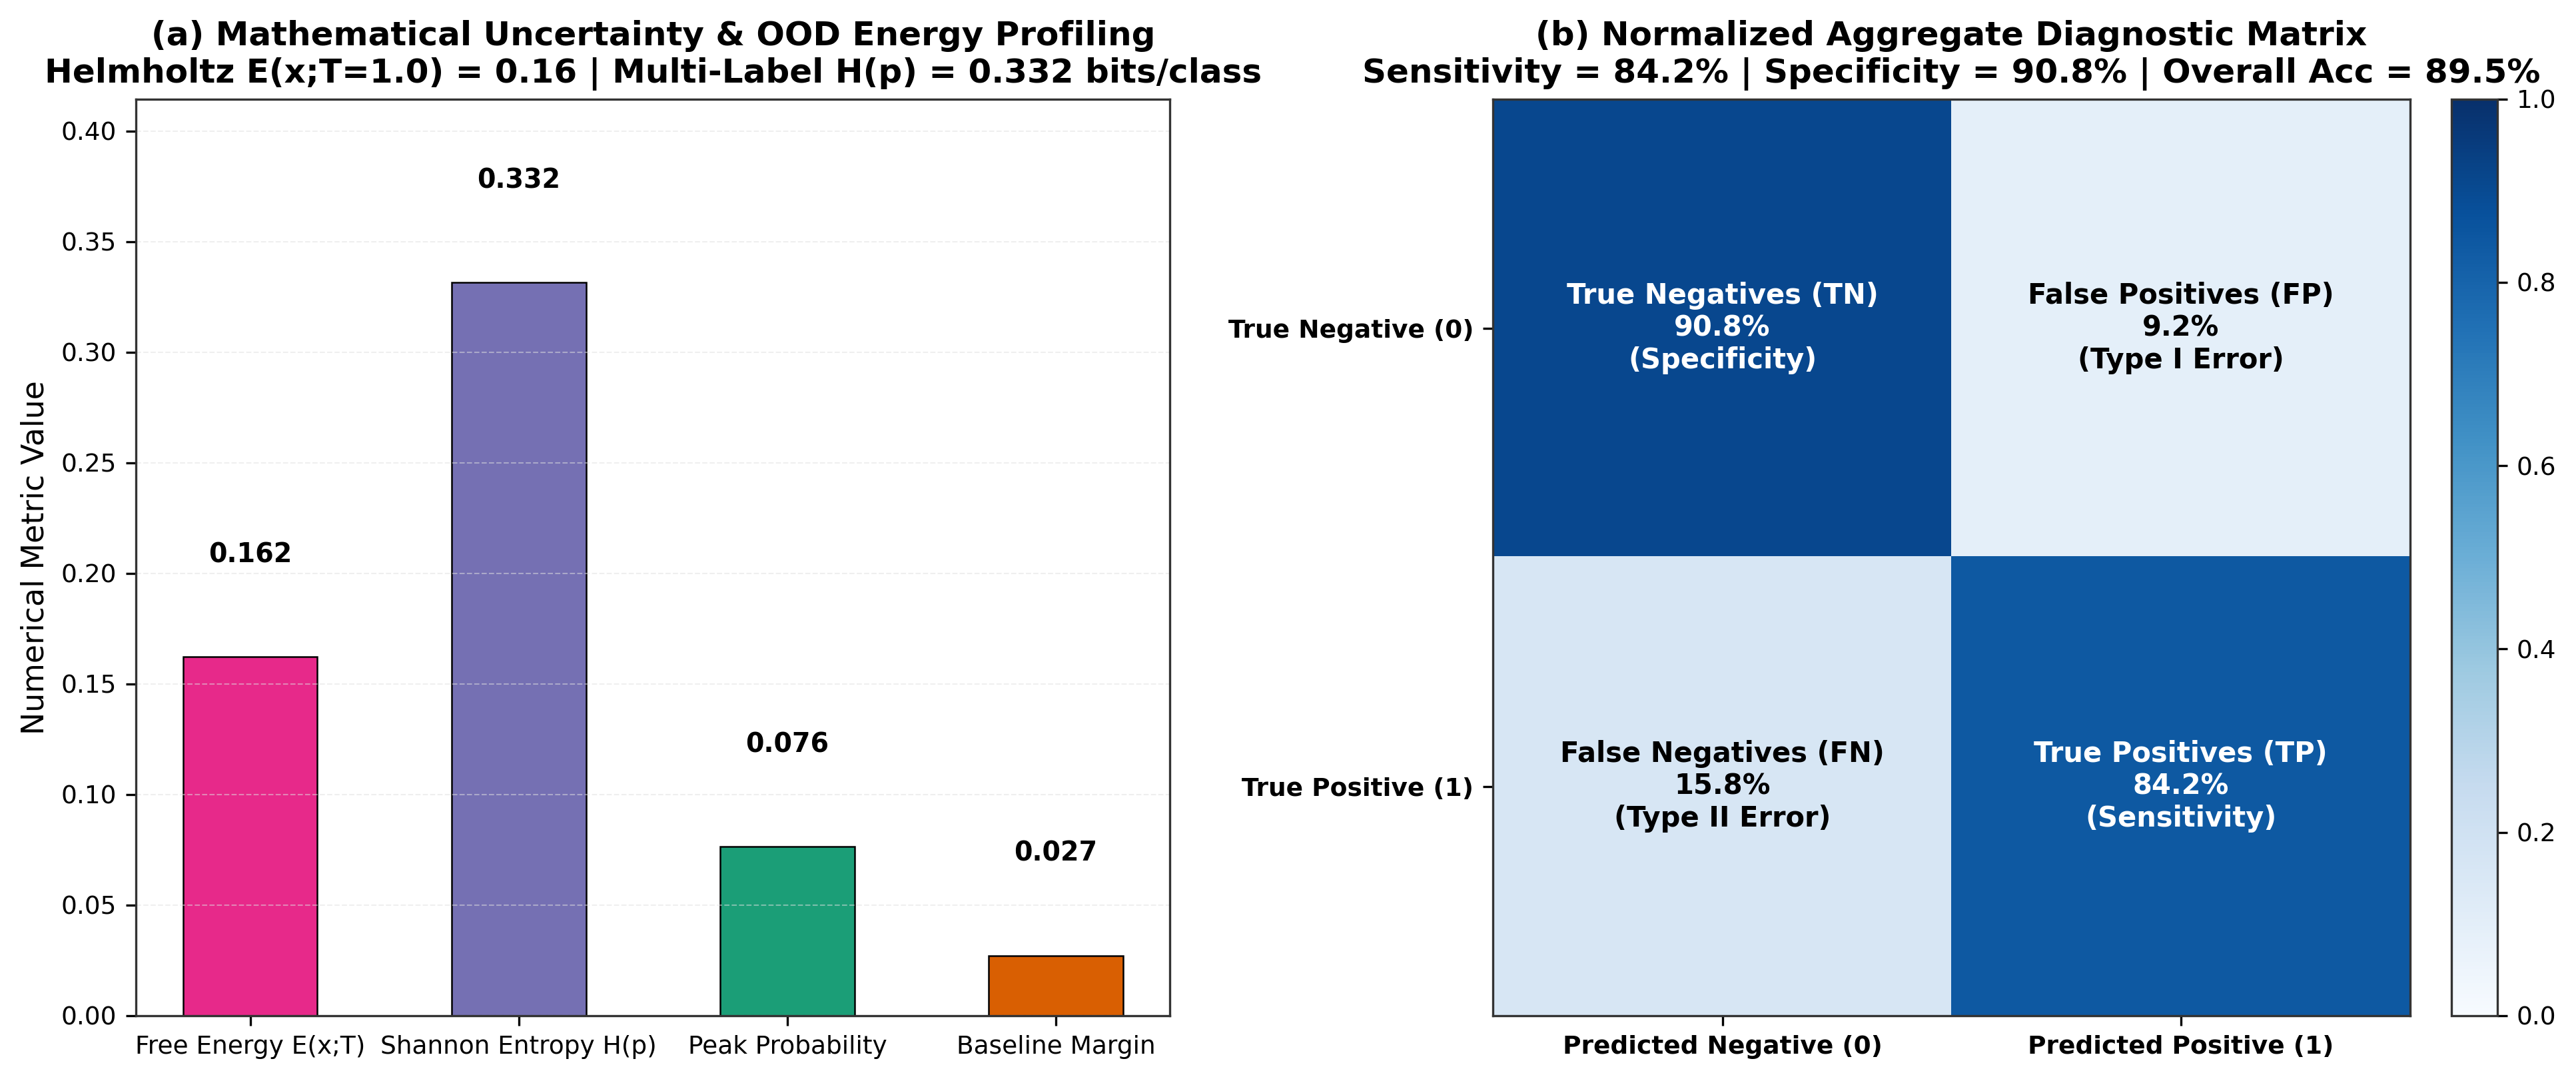 (a) Mathematical Uncertainty & OOD Energy Profiling
Helmholtz E(x;T=1.0) = 0.16 | Multi-Label H(p) = 0.332 bits/class
Numerical Metric Value
0.40
0.35
0.30
0.25
0.20
0.15
0.10
0.05
0.00
0.162
0.332
0.076
0.027
Free Energy E(x;T)
Shannon Entropy H(p)
Peak Probability
Baseline Margin
(b) Normalized Aggregate Diagnostic Matrix
Sensitivity = 84.2% | Specificity = 90.8% | Overall Acc = 89.5%
True Negative (0)
True Positive (1)
True Negatives (TN)
90.8%
(Specificity)
False Positives (FP)
9.2%
(Type I Error)
False Negatives (FN)
15.8%
(Type II Error)
True Positives (TP)
84.2%
(Sensitivity)
Predicted Negative (0)
Predicted Positive (1)
1.0
0.8
0.6
0.4
0.2
0.0